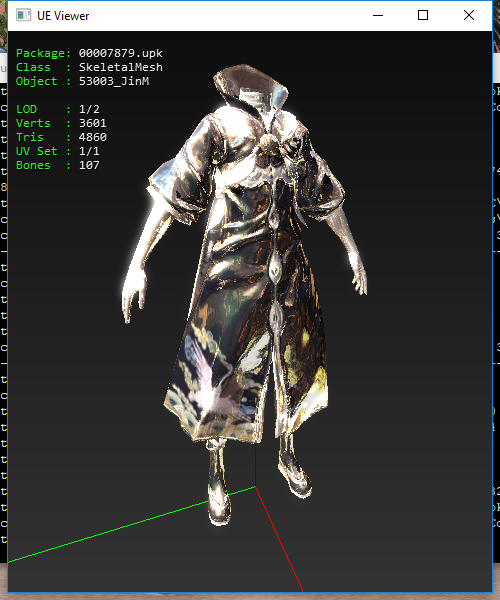 UE Viewer
Package: 00007879.upk
Class  : SkeletalMesh
Object : 53003_JinM
LOD    : 1/2
Verts  : 3601
Tris   : 4860
UV Set : 1/1
Bones  : 107